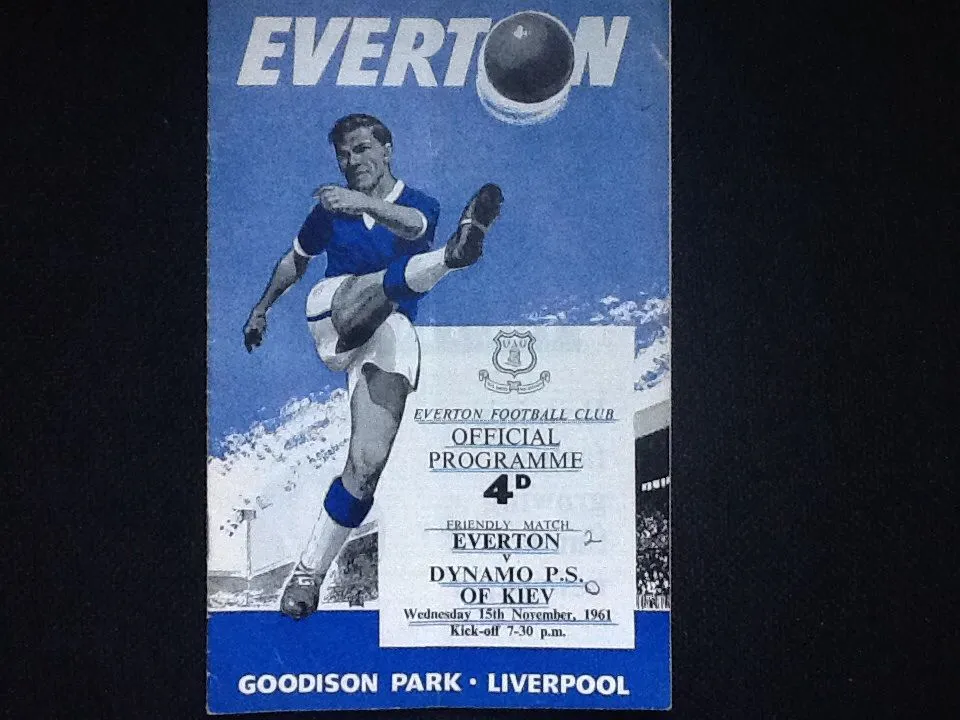 EVERTON
EVERTON FOOTBALL CLUB
OFFICIAL
PROGRAMME
4D
FRIENDLY MATCH
EVERTON 2
v
DYNAMO P.S. 0
OF KIEV
Wednesday 15th November, 1961
Kick-off 7-30 p.m.
GOODISON PARK · LIVERPOOL